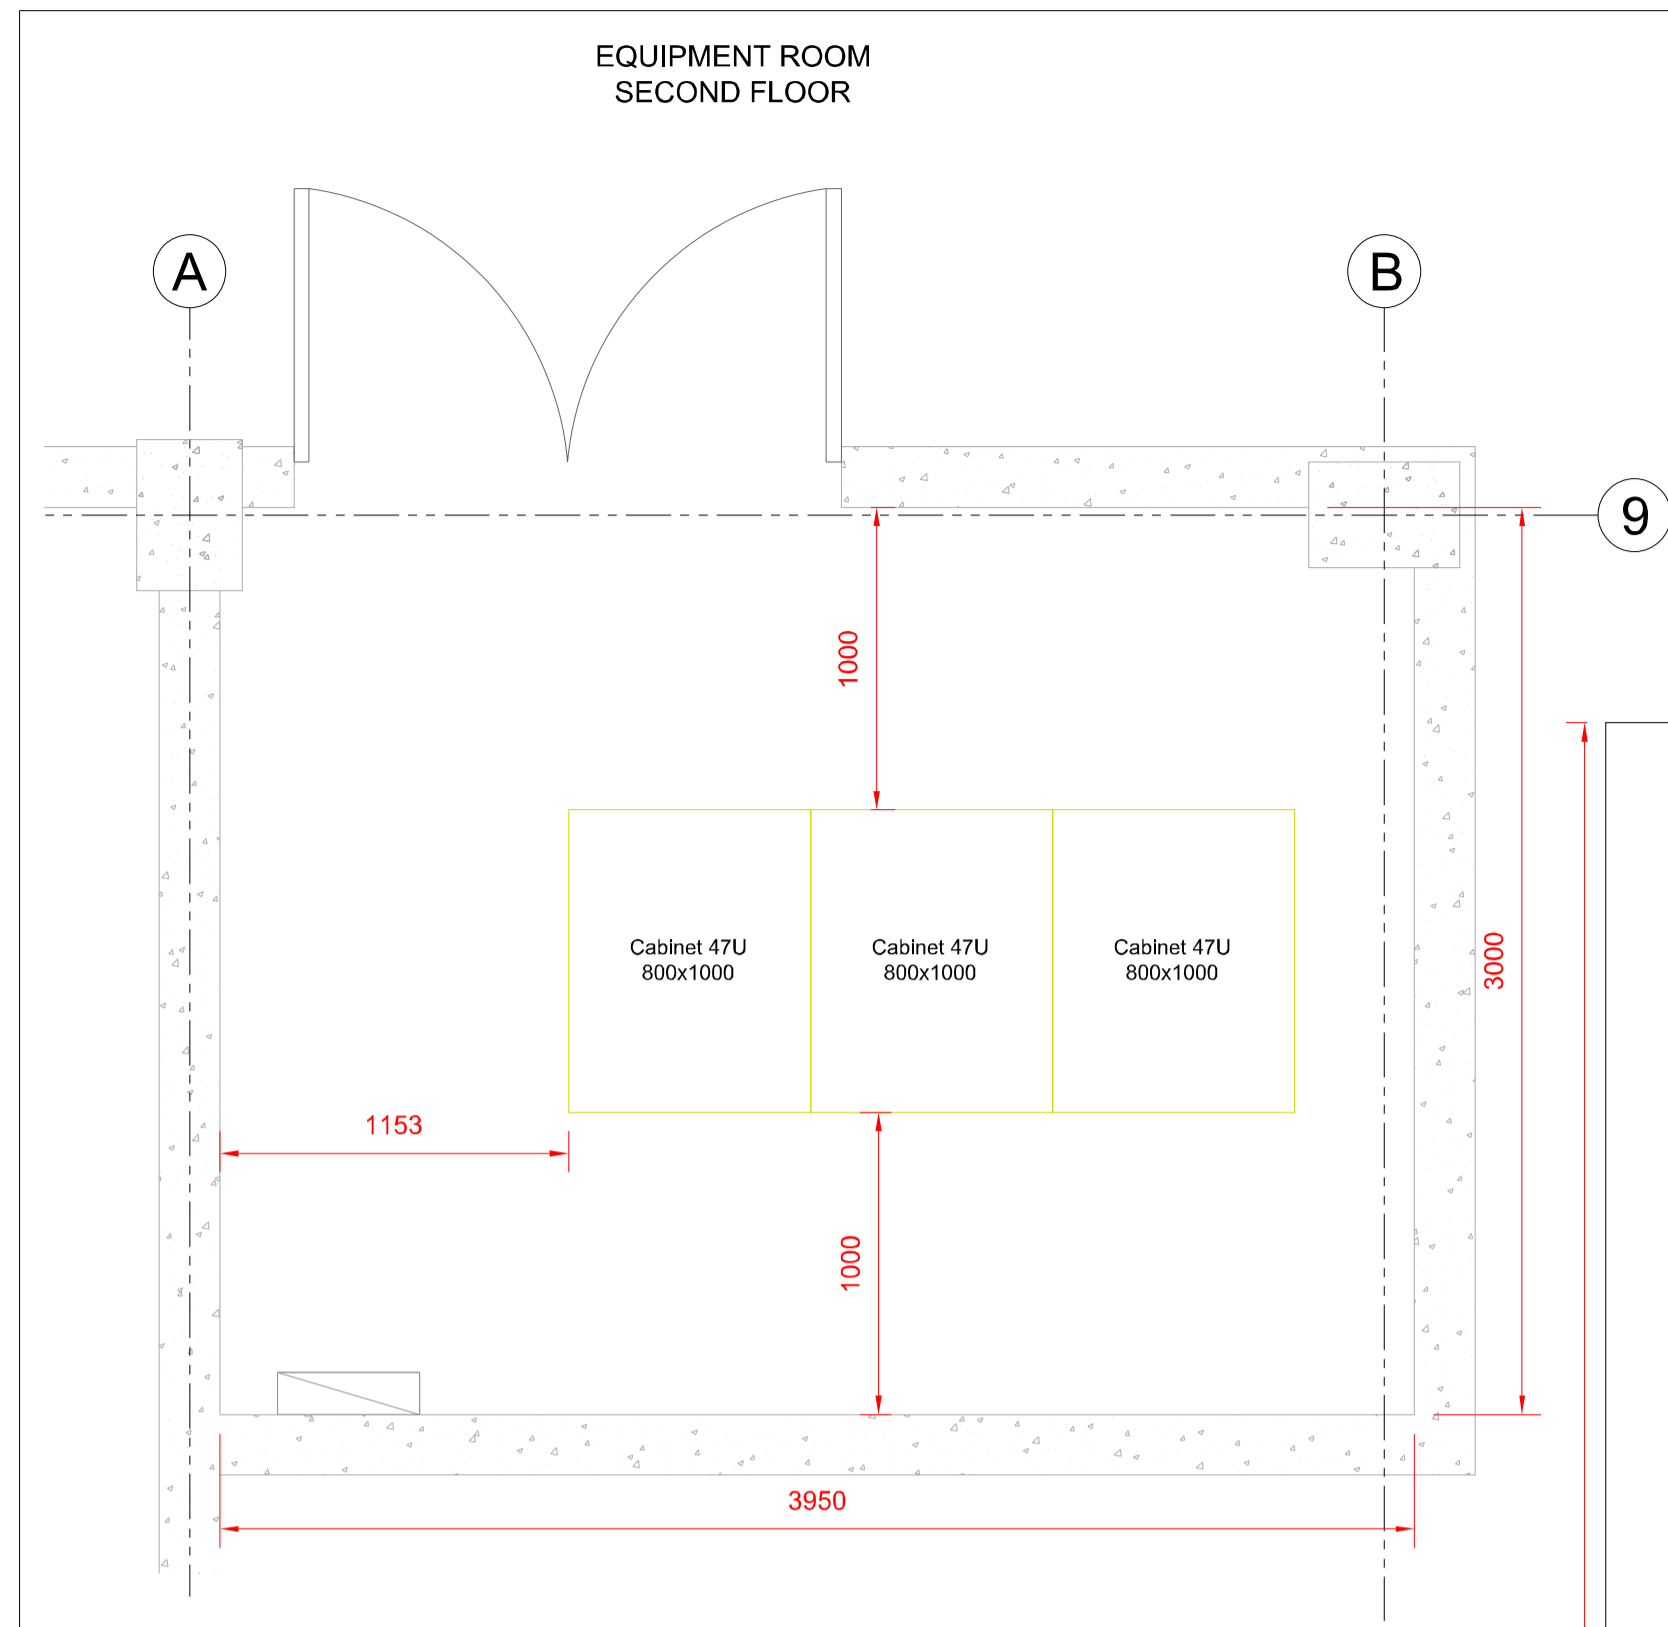 EQUIPMENT ROOM
SECOND FLOOR
A
B
9
1000
Cabinet 47U
800x1000
Cabinet 47U
800x1000
Cabinet 47U
800x1000
3000
1153
1000
3950